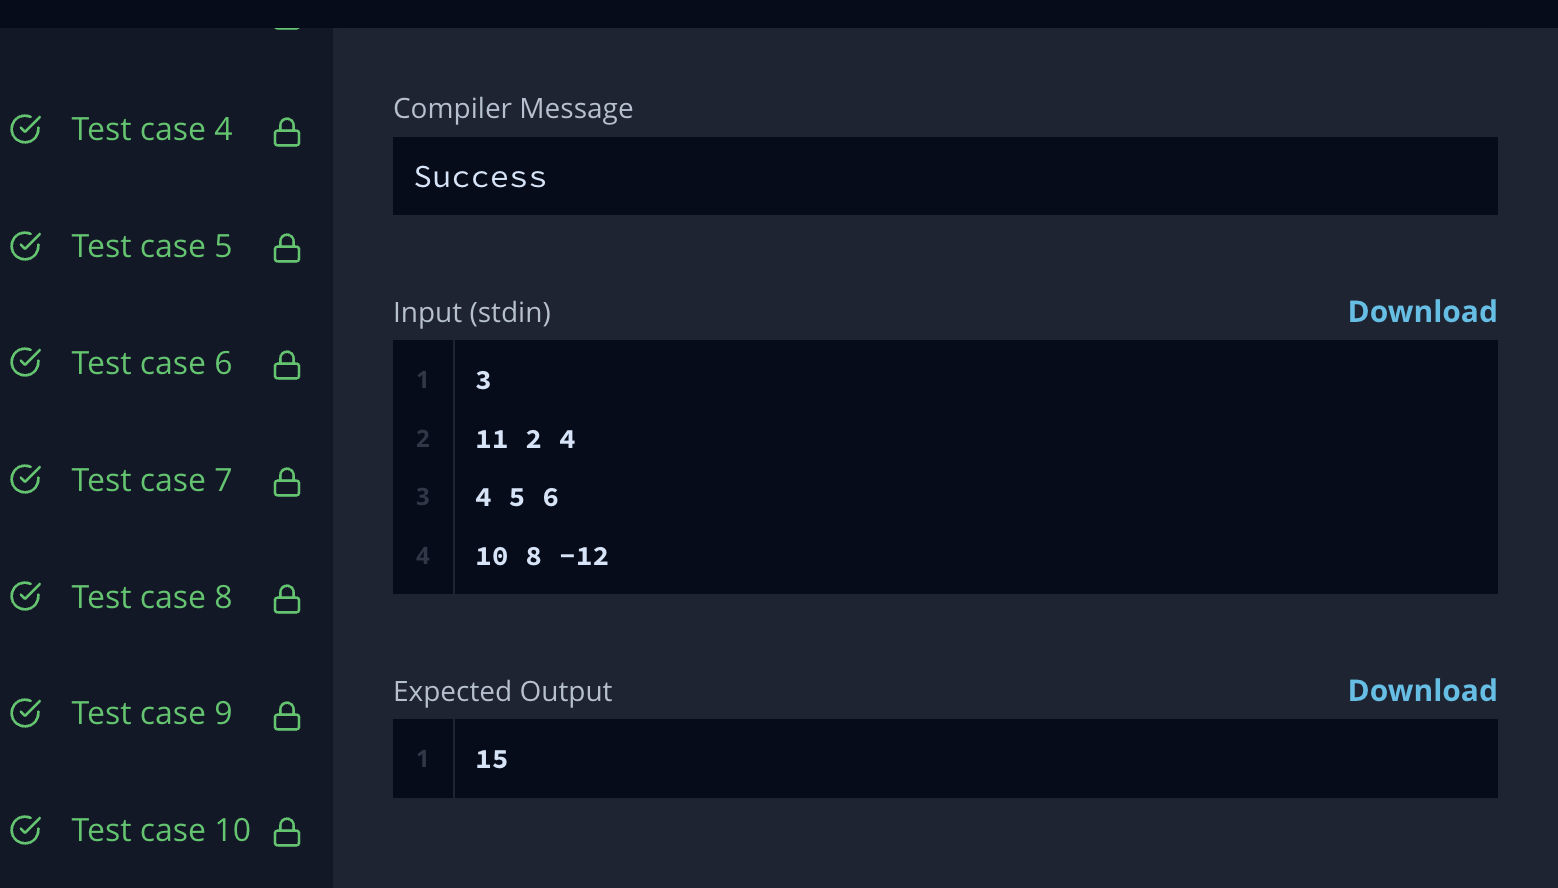 Test case 4
Test case 5
Test case 6
Test case 7
Test case 8
Test case 9
Test case 10
Compiler Message
Success
Input (stdin)
Download
1 3
2 11 2 4
3 4 5 6
4 10 8 -12
Expected Output
Download
1 15